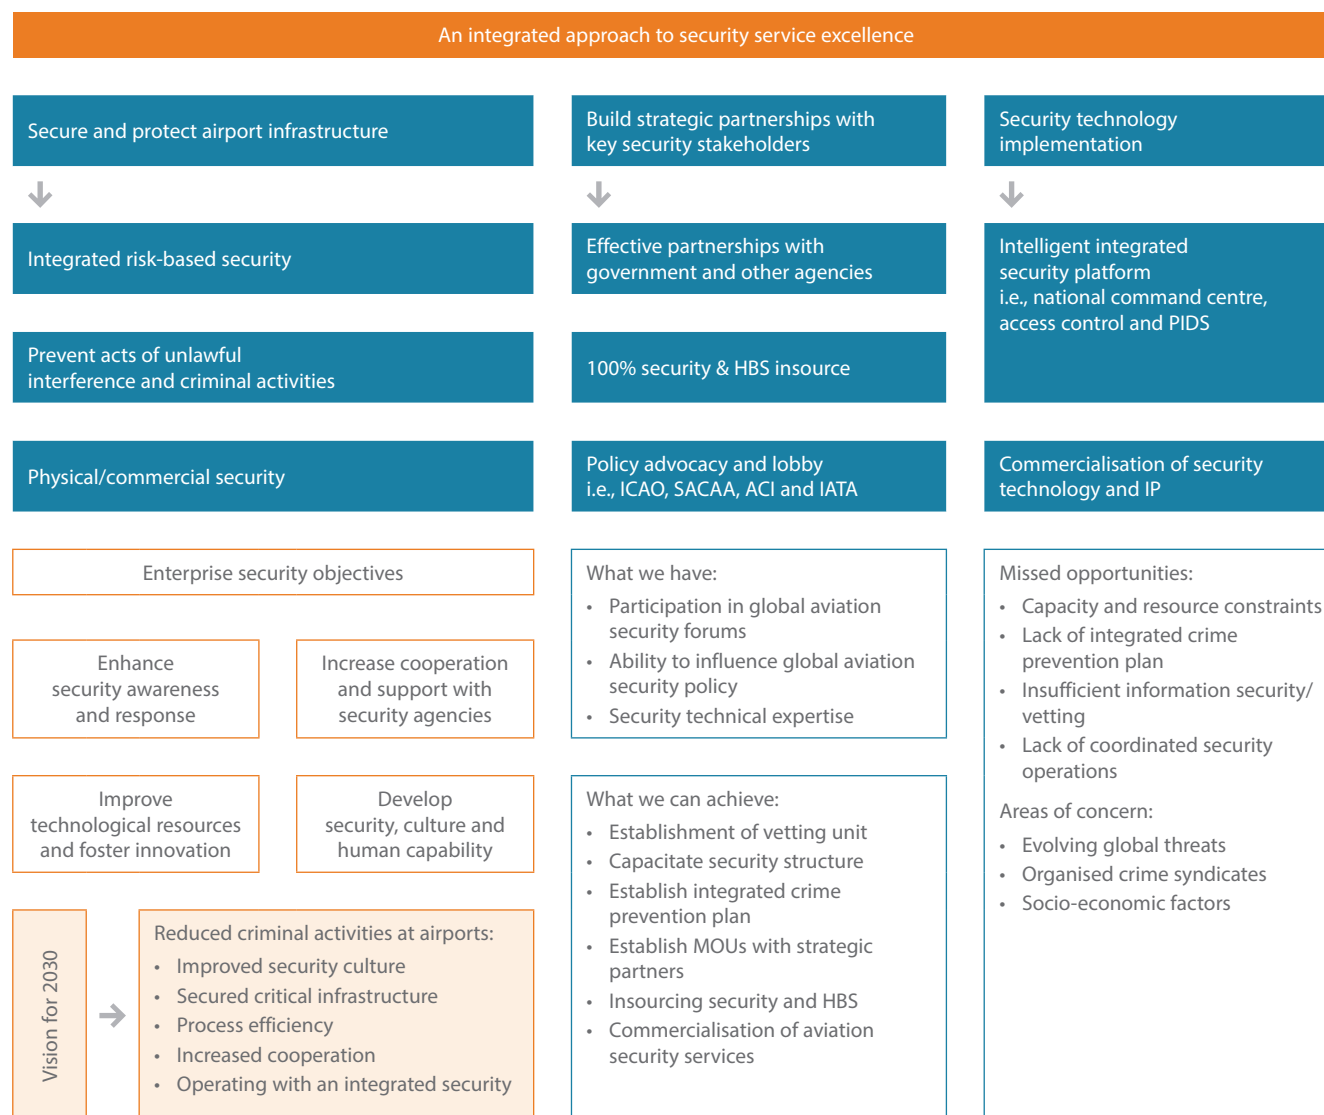 An integrated approach to security service excellence
Secure and protect airport infrastructure
Integrated risk-based security
Prevent acts of unlawful
interference and criminal activities
Physical/commercial security
Build strategic partnerships with
key security stakeholders
Effective partnerships with
government and other agencies
100% security & HBS insource
Policy advocacy and lobby
i.e., ICAO, SACAA, ACI and IATA
Security technology
implementation
Intelligent integrated
security platform
i.e., national command centre,
access control and PIDS
Commercialisation of security
technology and IP
Enterprise security objectives
Enhance
security awareness
and response
Increase cooperation
and support with
security agencies
Improve
technological resources
and foster innovation
Develop
security, culture and
human capability
Vision for 2030
Reduced criminal activities at airports:
• Improved security culture
• Secured critical infrastructure
• Process efficiency
• Increased cooperation
• Operating with an integrated security
What we have:
• Participation in global aviation
security forums
• Ability to influence global aviation
security policy
• Security technical expertise
What we can achieve:
• Establishment of vetting unit
• Capacitate security structure
• Establish integrated crime
prevention plan
• Establish MOUs with strategic
partners
• Insourcing security and HBS
• Commercialisation of aviation
security services
Missed opportunities:
• Capacity and resource constraints
• Lack of integrated crime
prevention plan
• Insufficient information security/
vetting
• Lack of coordinated security
operations
Areas of concern:
• Evolving global threats
• Organised crime syndicates
• Socio-economic factors